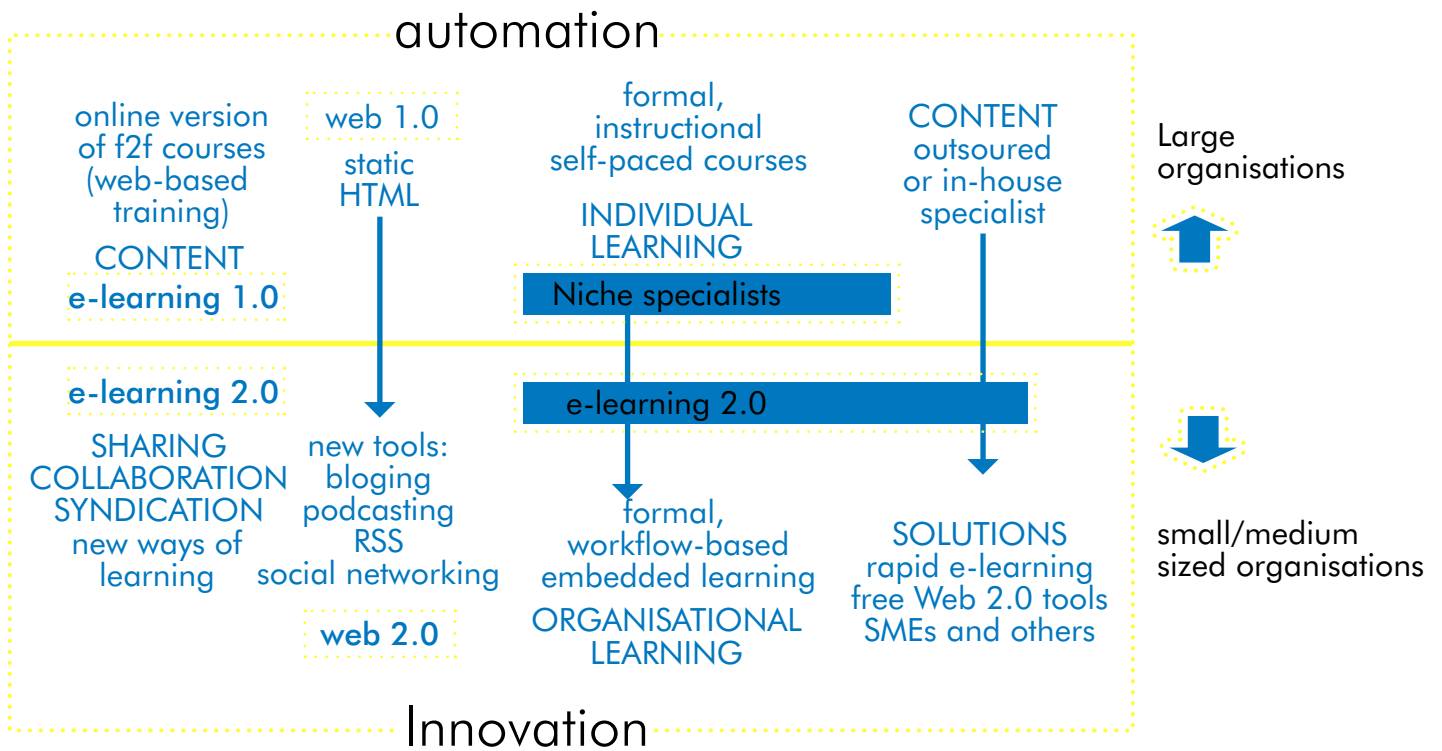 automation
online version
of f2f courses
(web-based
training)
CONTENT
e-learning 1.0
web 1.0
static
HTML
formal,
instructional
self-paced courses
INDIVIDUAL
LEARNING
Niche specialists
CONTENT
outsoured
or in-house
specialist
Large
organisations
e-learning 2.0
SHARING
COLLABORATION
SYNDICATION
new ways of
learning
new tools:
bloging
podcasting
RSS
social networking
web 2.0
e-learning 2.0
formal,
workflow-based
embedded learning
ORGANISATIONAL
LEARNING
SOLUTIONS
rapid e-learning
free Web 2.0 tools
SMEs and others
small/medium
sized organisations
Innovation